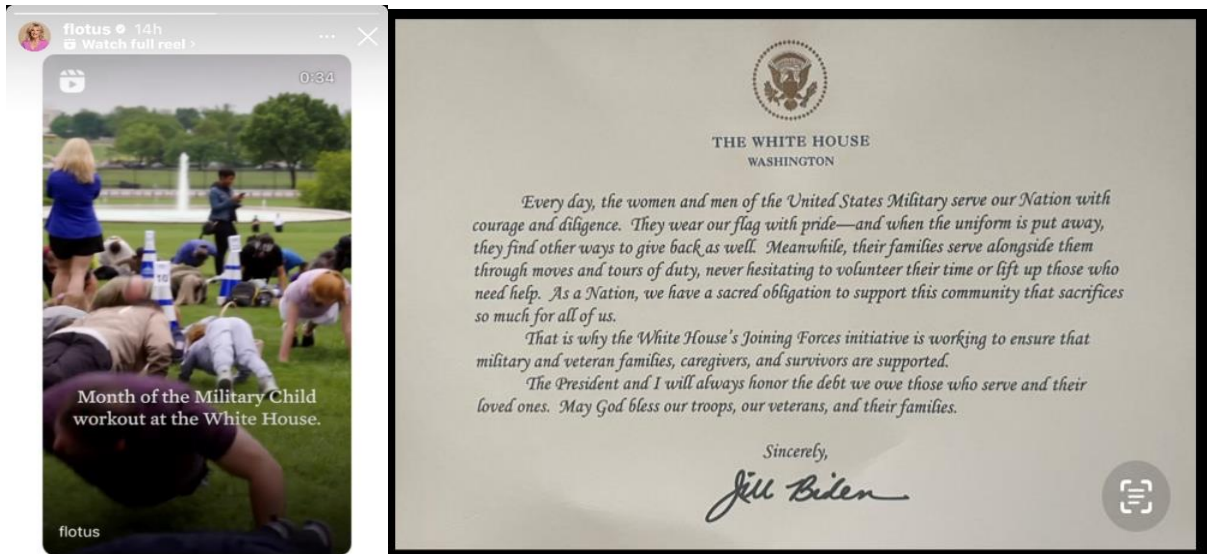 flotus 14h
Watch full reel >
0:34
Month of the Military Child
workout at the White House.
flotus
THE WHITE HOUSE
WASHINGTON
Every day, the women and men of the United States Military serve our Nation with
courage and diligence. They wear our flag with pride—and when the uniform is put away,
they find other ways to give back as well. Meanwhile, their families serve alongside them
through moves and tours of duty, never hesitating to volunteer their time or lift up those who
need help. As a Nation, we have a sacred obligation to support this community that sacrifices
so much for all of us.
That is why the White House's Joining Forces initiative is working to ensure that
military and veteran families, caregivers, and survivors are supported.
The President and I will always honor the debt we owe those who serve and their
loved ones. May God bless our troops, our veterans, and their families.
Sincerely,
Jill Biden